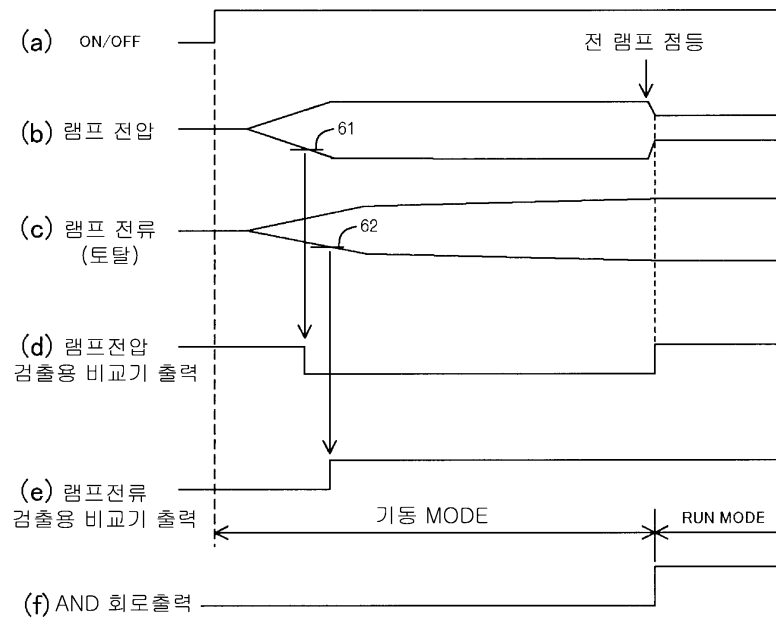 (a) ON/OFF
전 램프 점등
(b) 램프 전압
61
(c) 램프 전류
(토탈)
62
(d) 램프전압
검출용 비교기 출력
(e) 램프전류
검출용 비교기 출력
기동 MODE
RUN MODE
(f) AND 회로출력